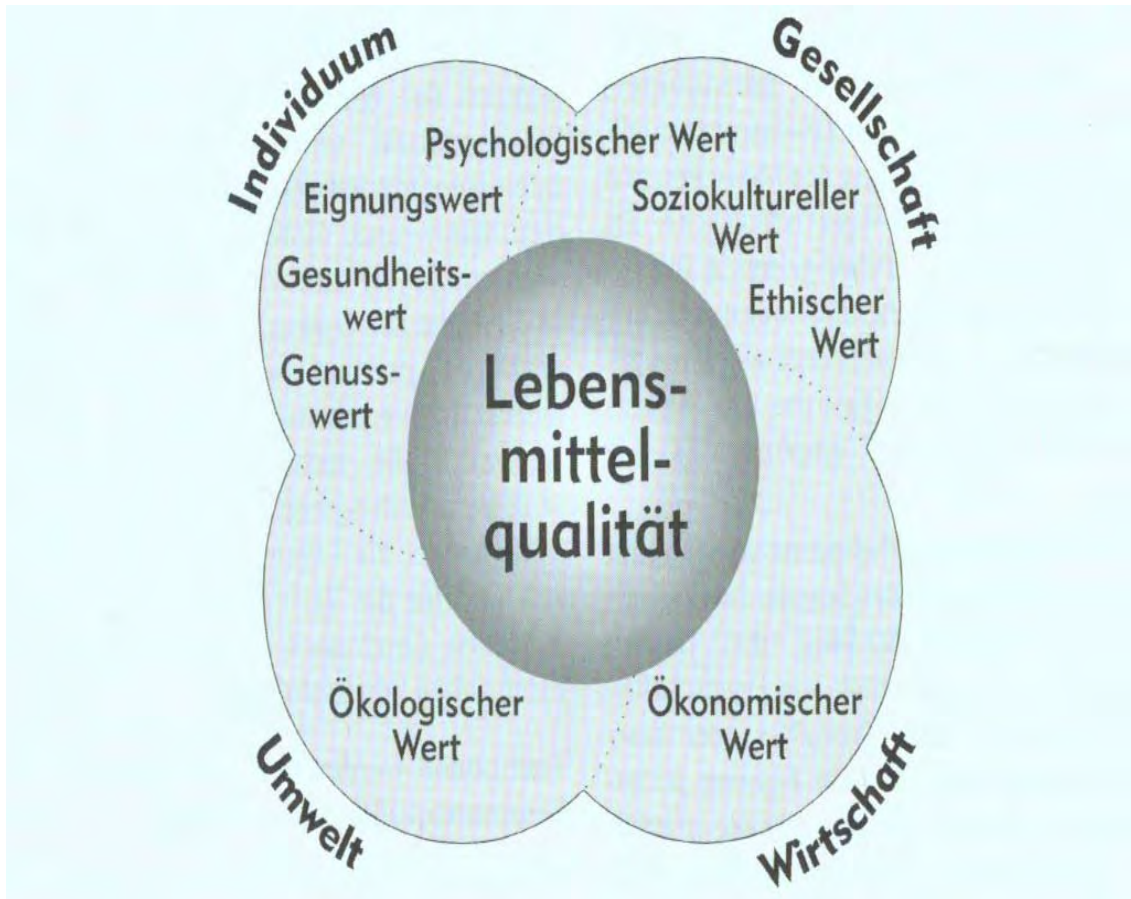 Individuum
Gesellschaft
Psychologischer Wert
Eignungswert
Soziokultureller
Wert
Gesundheits-
wert
Ethischer
Wert
Genuss-
wert
Lebens-
mittel-
qualität
Ökologischer
Wert
Ökonomischer
Wert
Umwelt
Wirtschaft